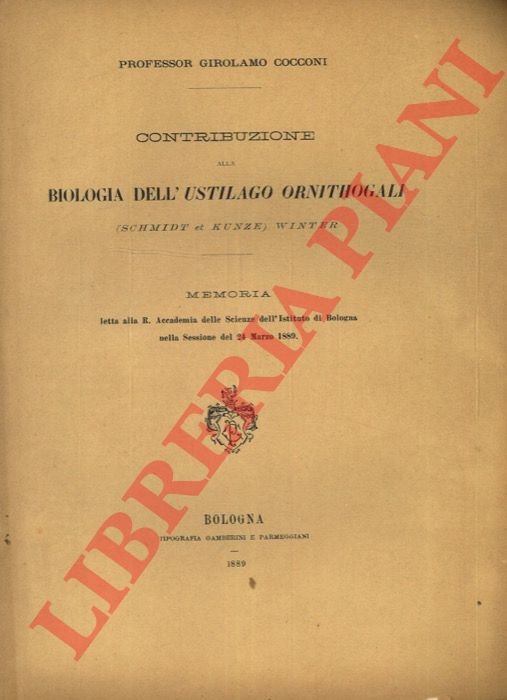 PROFESSOR GIROLAMO COCCONI
CONTRIBUZIONE
ALLA
BIOLOGIA DELL' USTILAGO ORNITHOGALI
(SCHMIDT et KUNZE) WINTER
MEMORIA
letta alla R. Accademia delle Scienze dell'Istituto di Bologna
nella Sessione del 24 Marzo 1889.
BOLOGNA
TIPOGRAFIA GAMBERINI E PARMEGGIANI
1889
LIBRERIA PIANI